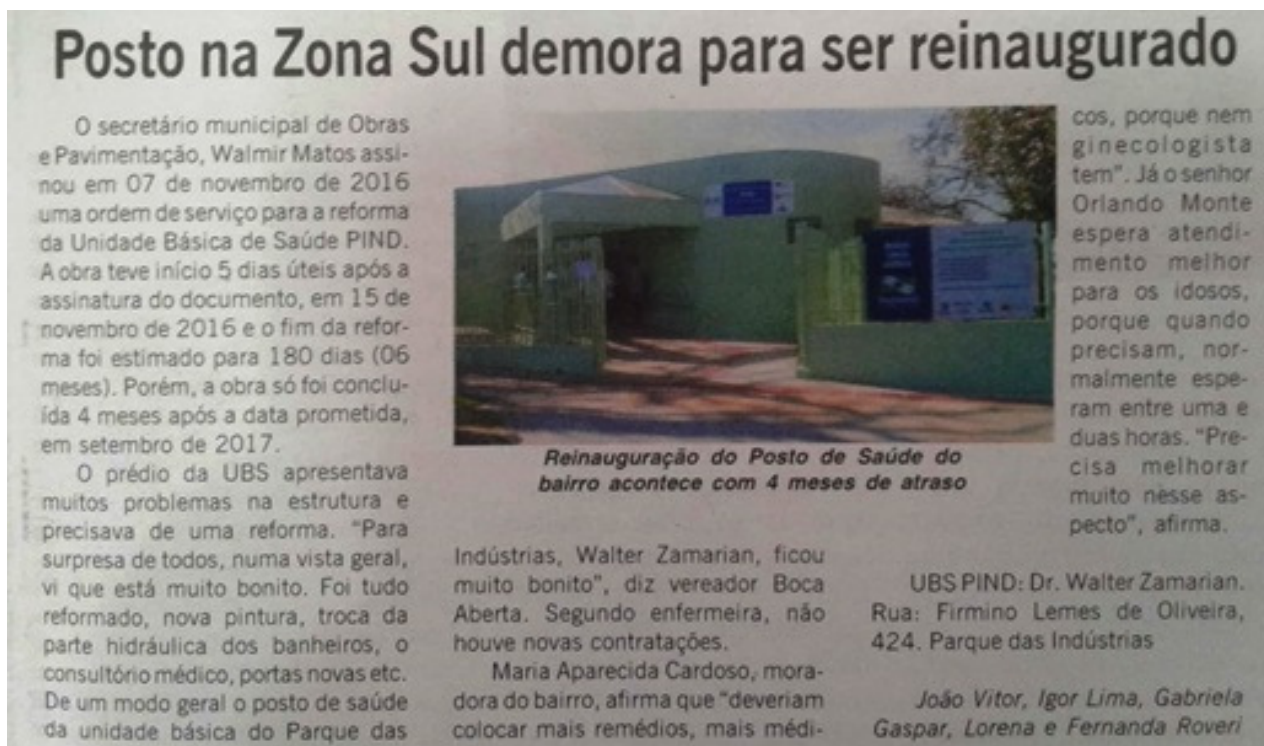 Posto na Zona Sul demora para ser reinaugurado
O secretário municipal de Obras
e Pavimentação, Walmir Matos assi-
nou em 07 de novembro de 2016
uma ordem de serviço para a reforma
da Unidade Básica de Saúde PIND.
A obra teve início 5 dias úteis após a
assinatura do documento, em 15 de
novembro de 2016 e o fim da refor-
ma foi estimado para 180 dias (06
meses). Porém, a obra só foi conclu-
ída 4 meses após a data prometida,
em setembro de 2017.
O prédio da UBS apresentava
muitos problemas na estrutura e
precisava de uma reforma. “Para
surpresa de todos, numa vista geral,
vi que está muito bonito. Foi tudo
reformado, nova pintura, troca da
parte hidráulica dos banheiros, o
consultório médico, portas novas etc.
De um modo geral o posto de saúde
da unidade básica do Parque das
Reinauguração do Posto de Saúde do
bairro acontece com 4 meses de atraso
Indústrias, Walter Zamarian, ficou
muito bonito”, diz vereador Boca
Aberta. Segundo enfermeira, não
houve novas contratações.
Maria Aparecida Cardoso, mora-
dora do bairro, afirma que “deveriam
colocar mais remédios, mais médi-
cos, porque nem
ginecologista
tem”. Já o senhor
Orlando Monte
espera atendi-
mento melhor
para os idosos,
porque quando
precisam, nor-
malmente espe-
ram entre uma e
duas horas. “Pre-
cisa melhorar
muito nesse as-
pecto”, afirma.
UBS PIND: Dr. Walter Zamarian.
Rua: Firmino Lemes de Oliveira,
424. Parque das Indústrias
João Vitor, Igor Lima, Gabriela
Gaspar, Lorena e Fernanda Roveri